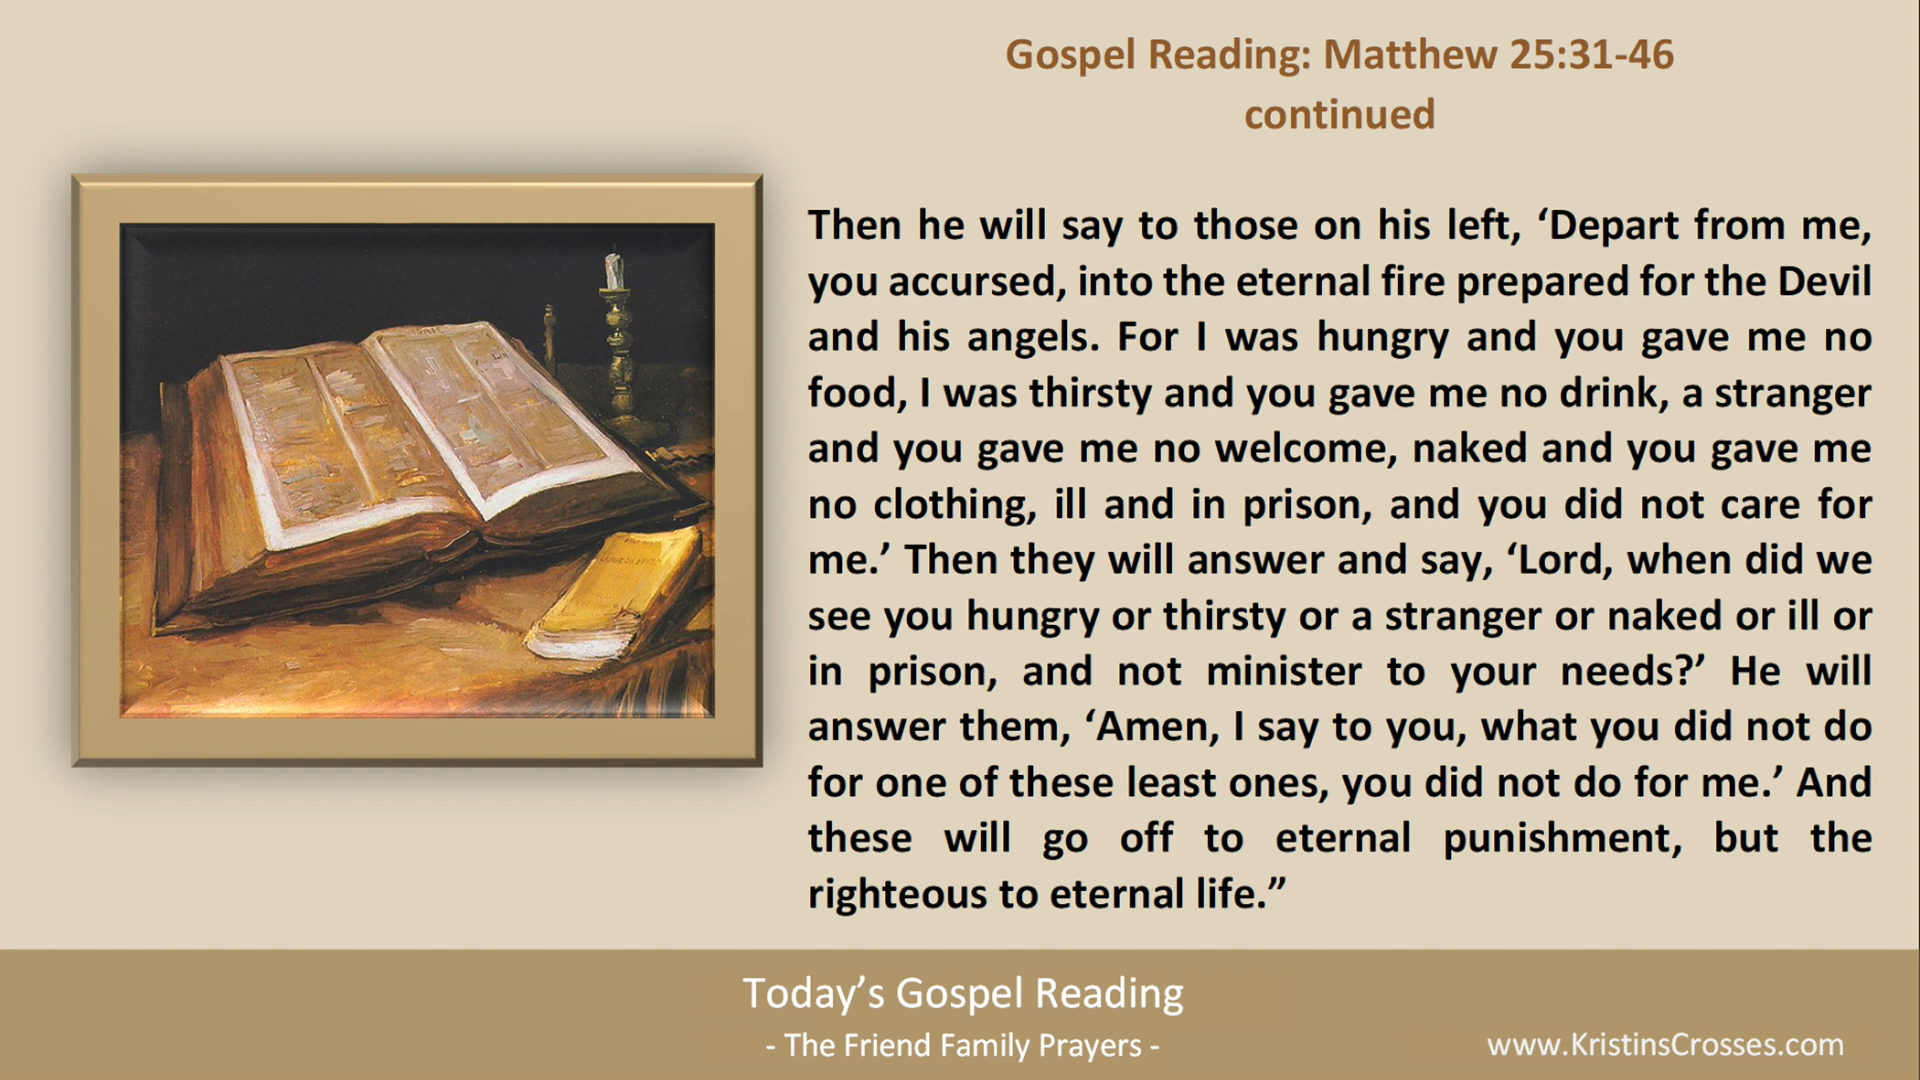 Gospel Reading: Matthew 25:31-46
continued
Then he will say to those on his left, ‘Depart from me,
you accursed, into the eternal fire prepared for the Devil
and his angels. For I was hungry and you gave me no
food, I was thirsty and you gave me no drink, a stranger
and you gave me no welcome, naked and you gave me
no clothing, ill and in prison, and you did not care for
me.’ Then they will answer and say, ‘Lord, when did we
see you hungry or thirsty or a stranger or naked or ill or
in prison, and not minister to your needs?’ He will
answer them, ‘Amen, I say to you, what you did not do
for one of these least ones, you did not do for me.’ And
these will go off to eternal punishment, but the
righteous to eternal life.”
Today’s Gospel Reading
- The Friend Family Prayers -
www.KristinsCrosses.com